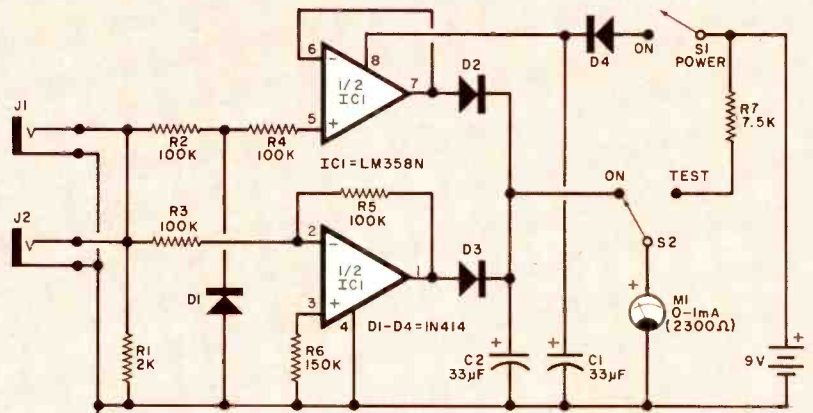 6
-
8
1/2
IC1
7
5
+
D2
D4
ON
S1
POWER
R7
7.5K
J1
R2
100K
R4
100K
IC1=LM358N
ON
TEST
J2
R3
100K
R5
100K
2
-
1/2
IC1
1
3
+
4
D3
S2
D1
D1-D4=1N414
+
M1
0-1mA
(2300Ω)
R1
2K
R6
150K
+
C2
33µF
+
C1
33µF
+
9V